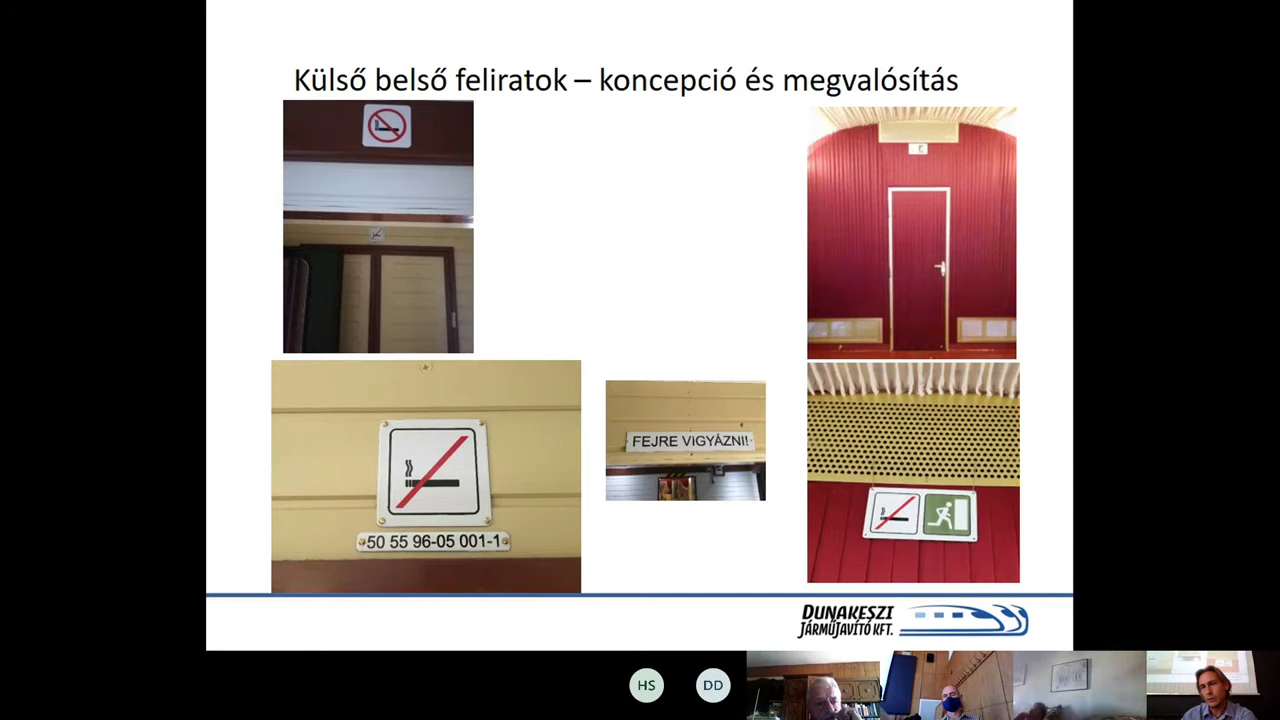 Külső belső feliratok – koncepció és megvalósítás
FEJRE VIGYÁZNI!
50 55 96-05 001-1
DUNAKESZI
JÁRMŰJAVÍTÓ KFT.
HS
DD